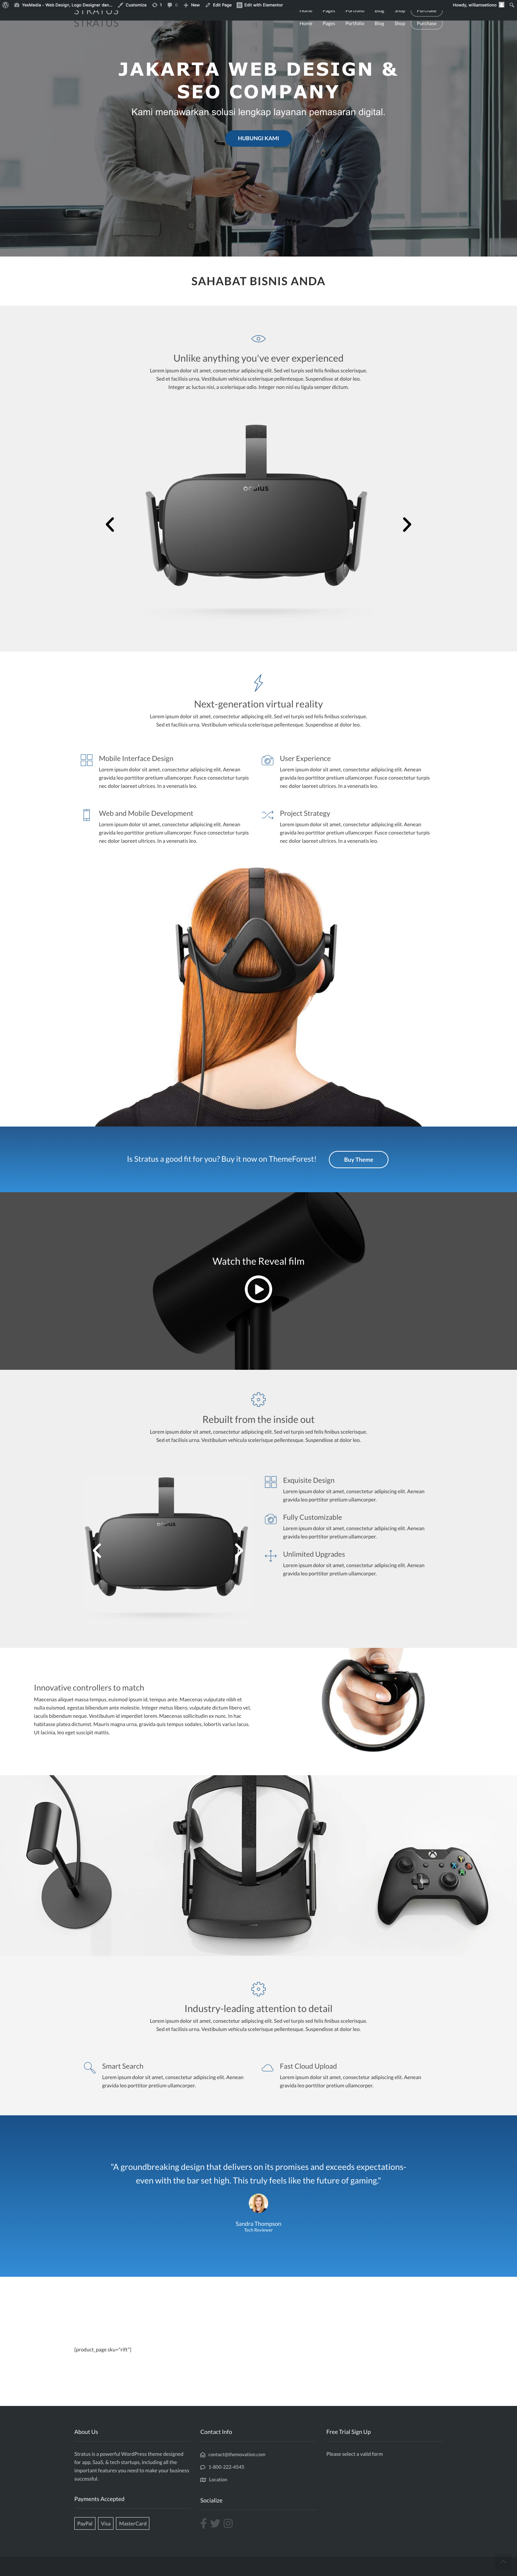 YesMedia - Web Design, Logo Designer dan... Customize 1 0 New Edit Page Edit with Elementor Howdy, williamsetiono
STRATUS Home Pages Portfolio Blog Shop Purchase
STRATUS Home Pages Portfolio Blog Shop Purchase
JAKARTA WEB DESIGN &
SEO COMPANY
Kami menawarkan solusi lengkap layanan pemasaran digital.
HUBUNGI KAMI
SAHABAT BISNIS ANDA
Unlike anything you've ever experienced
Lorem ipsum dolor sit amet, consectetur adipiscing elit. Sed vel turpis sed felis finibus scelerisque.
Sed et facilisis urna. Vestibulum vehicula scelerisque pellentesque. Suspendisse at dolor leo.
Integer ac luctus nisi, a scelerisque odio. Integer non nisl eu ligula semper dictum.
oculus
Next-generation virtual reality
Lorem ipsum dolor sit amet, consectetur adipiscing elit. Sed vel turpis sed felis finibus scelerisque.
Sed et facilisis urna. Vestibulum vehicula scelerisque pellentesque. Suspendisse at dolor leo.
Mobile Interface Design
Lorem ipsum dolor sit amet, consectetur adipiscing elit. Aenean
gravida leo porttitor pretium ullamcorper. Fusce consectetur turpis
nec dolor laoreet ultrices. In a venenatis leo.
User Experience
Lorem ipsum dolor sit amet, consectetur adipiscing elit. Aenean
gravida leo porttitor pretium ullamcorper. Fusce consectetur turpis
nec dolor laoreet ultrices. In a venenatis leo.
Web and Mobile Development
Lorem ipsum dolor sit amet, consectetur adipiscing elit. Aenean
gravida leo porttitor pretium ullamcorper. Fusce consectetur turpis
nec dolor laoreet ultrices. In a venenatis leo.
Project Strategy
Lorem ipsum dolor sit amet, consectetur adipiscing elit. Aenean
gravida leo porttitor pretium ullamcorper. Fusce consectetur turpis
nec dolor laoreet ultrices. In a venenatis leo.
Is Stratus a good fit for you? Buy it now on ThemeForest! Buy Theme
Watch the Reveal film
Rebuilt from the inside out
Lorem ipsum dolor sit amet, consectetur adipiscing elit. Sed vel turpis sed felis finibus scelerisque.
Sed et facilisis urna. Vestibulum vehicula scelerisque pellentesque. Suspendisse at dolor leo.
oculus
Exquisite Design
Lorem ipsum dolor sit amet, consectetur adipiscing elit. Aenean
gravida leo porttitor pretium ullamcorper.
Fully Customizable
Lorem ipsum dolor sit amet, consectetur adipiscing elit. Aenean
gravida leo porttitor pretium ullamcorper.
Unlimited Upgrades
Lorem ipsum dolor sit amet, consectetur adipiscing elit. Aenean
gravida leo porttitor pretium ullamcorper.
Innovative controllers to match
Maecenas aliquet massa tempus, euismod ipsum id, tempus ante. Maecenas vulputate nibh et
nulla euismod, egestas bibendum ante molestie. Integer metus libero, vulputate dictum libero vel,
iaculis bibendum neque. Vestibulum id imperdiet lorem. Maecenas sollicitudin ex nunc. In hac
habitasse platea dictumst. Mauris magna urna, gravida quis tempus sodales, lobortis varius lacus.
Ut lacinia, leo eget suscipit mattis.
Industry-leading attention to detail
Lorem ipsum dolor sit amet, consectetur adipiscing elit. Sed vel turpis sed felis finibus scelerisque.
Sed et facilisis urna. Vestibulum vehicula scelerisque pellentesque. Suspendisse at dolor leo.
Smart Search
Lorem ipsum dolor sit amet, consectetur adipiscing elit. Aenean
gravida leo porttitor pretium ullamcorper.
Fast Cloud Upload
Lorem ipsum dolor sit amet, consectetur adipiscing elit. Aenean
gravida leo porttitor pretium ullamcorper.
"A groundbreaking design that delivers on its promises and exceeds expectations-
even with the bar set high. This truly feels like the future of gaming."
Sandra Thompson
Tech Reviewer
[product_page sku="rift"]
About Us
Stratus is a powerful WordPress theme designed
for app, SaaS, & tech startups, including all the
important features you need to make your business
successful.
Payments Accepted
PayPal Visa MasterCard
Contact Info
contact@themovation.com
1-800-222-4545
Location
Socialize
Free Trial Sign Up
Please select a valid form